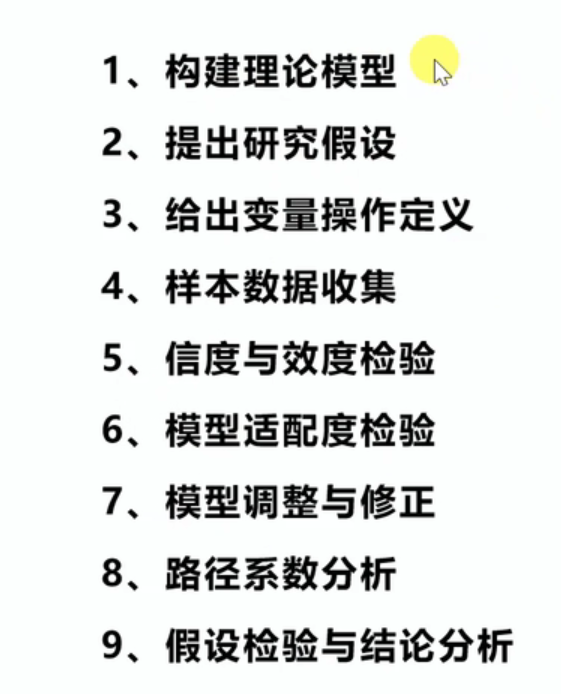 1、构建理论模型
2、提出研究假设
3、给出变量操作定义
4、样本数据收集
5、信度与效度检验
6、模型适配度检验
7、模型调整与修正
8、路径系数分析
9、假设检验与结论分析